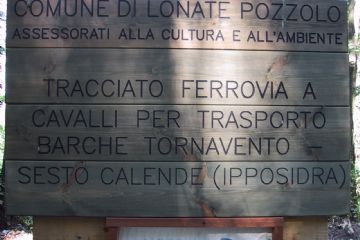 COMUNE DI LONATE POZZOLO
ASSESSORATI ALLA CULTURA E ALL'AMBIENTE
TRACCIATO FERROVIA A
CAVALLI PER TRASPORTO
BARCHE TORNAVENTO –
SESTO CALENDE (IPPOSIDRA)